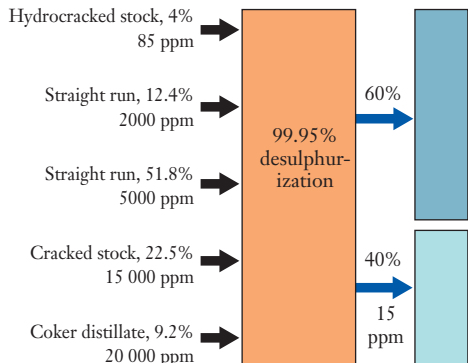 Hydrocracked stock, 4%
85 ppm
Straight run, 12.4%
2000 ppm
Straight run, 51.8%
5000 ppm
Cracked stock, 22.5%
15 000 ppm
Coker distillate, 9.2%
20 000 ppm
99.95%
desulphur-
ization
60%
40%
15
ppm